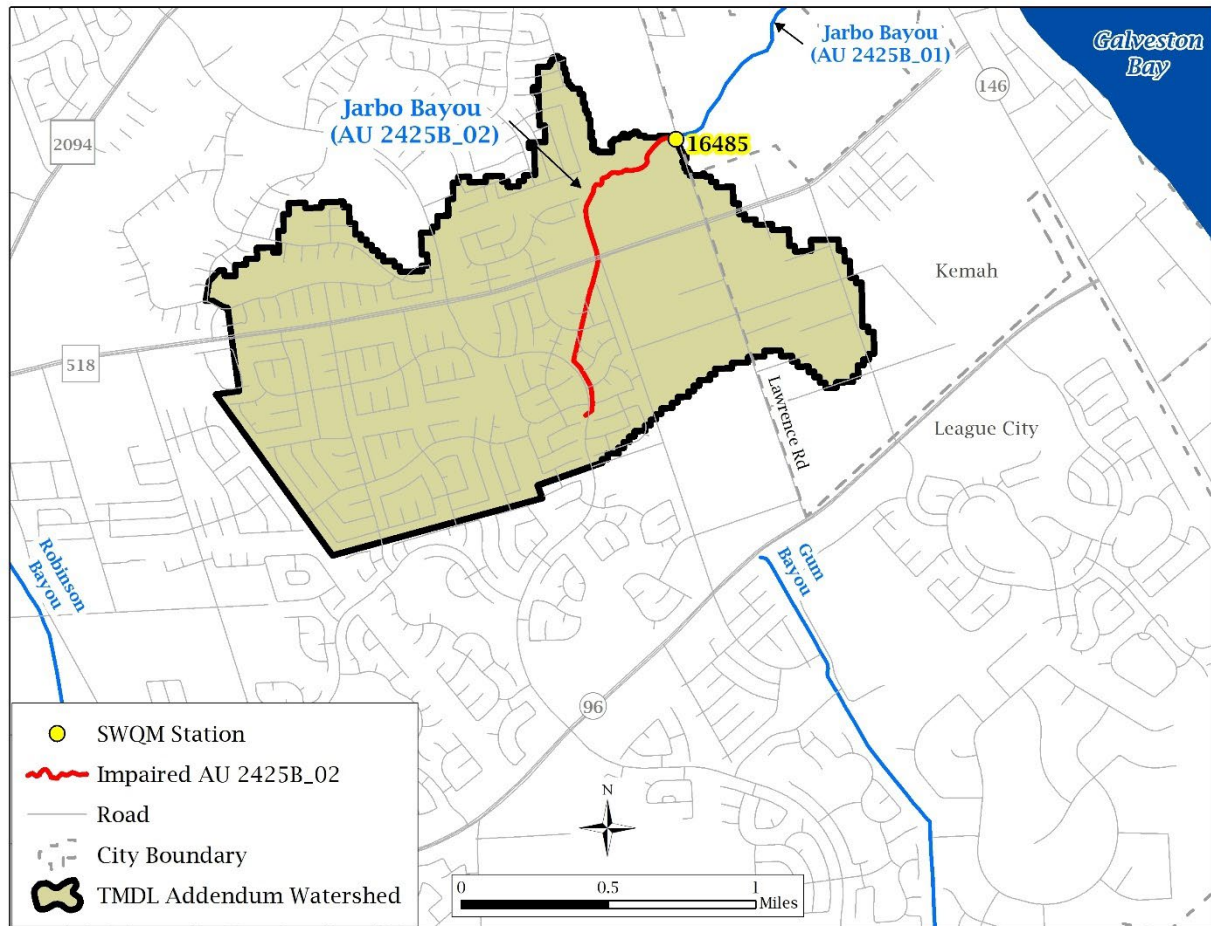 Jarbo Bayou
(AU 2425B_01)
Galveston
Bay
146
2094
Jarbo Bayou
(AU 2425B_02)
16485
Kemah
518
Lawrence Rd
League City
Robinson
Bayou
Gum
Bayou
96
SWQM Station
Impaired AU 2425B_02
Road
City Boundary
TMDL Addendum Watershed
N
0 0.5 1
Miles